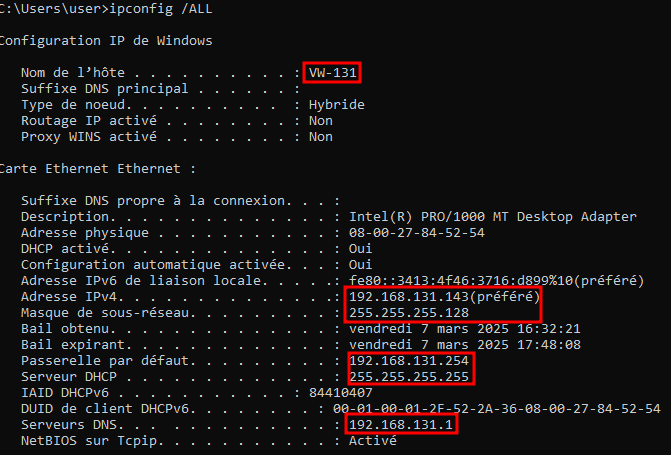 C:\Users\user>ipconfig /ALL
Configuration IP de Windows
Nom de l’hôte . . . . . . . . . . : VW-131
Suffixe DNS principal . . . . . . :
Type de noeud. . . . . . . . . . : Hybride
Routage IP activé . . . . . . . . : Non
Proxy WINS activé . . . . . . . . : Non
Carte Ethernet Ethernet :
Suffixe DNS propre à la connexion. . . :
Description. . . . . . . . . . . . . . : Intel(R) PRO/1000 MT Desktop Adapter
Adresse physique . . . . . . . . . . . : 08-00-27-84-52-54
DHCP activé. . . . . . . . . . . . . . : Oui
Configuration automatique activée. . . : Oui
Adresse IPv6 de liaison locale. . . . .: fe80::3413:4f46:3716:d899%10(préféré)
Adresse IPv4. . . . . . . . . . . . . .: 192.168.131.143(préféré)
Masque de sous-réseau. . . . . . . . . : 255.255.255.128
Bail obtenu. . . . . . . . . . . . . . : vendredi 7 mars 2025 16:32:21
Bail expirant. . . . . . . . . . . . . : vendredi 7 mars 2025 17:48:08
Passerelle par défaut. . . . . . . . . : 192.168.131.254
Serveur DHCP . . . . . . . . . . . . . : 255.255.255.255
IAID DHCPv6 . . . . . . . . . . . : 84410407
DUID de client DHCPv6. . . . . . . . : 00-01-00-01-2F-52-2A-36-08-00-27-84-52-54
Serveurs DNS. . . . . . . . . . . . . : 192.168.131.1
NetBIOS sur Tcpip. . . . . . . . . . . : Activé